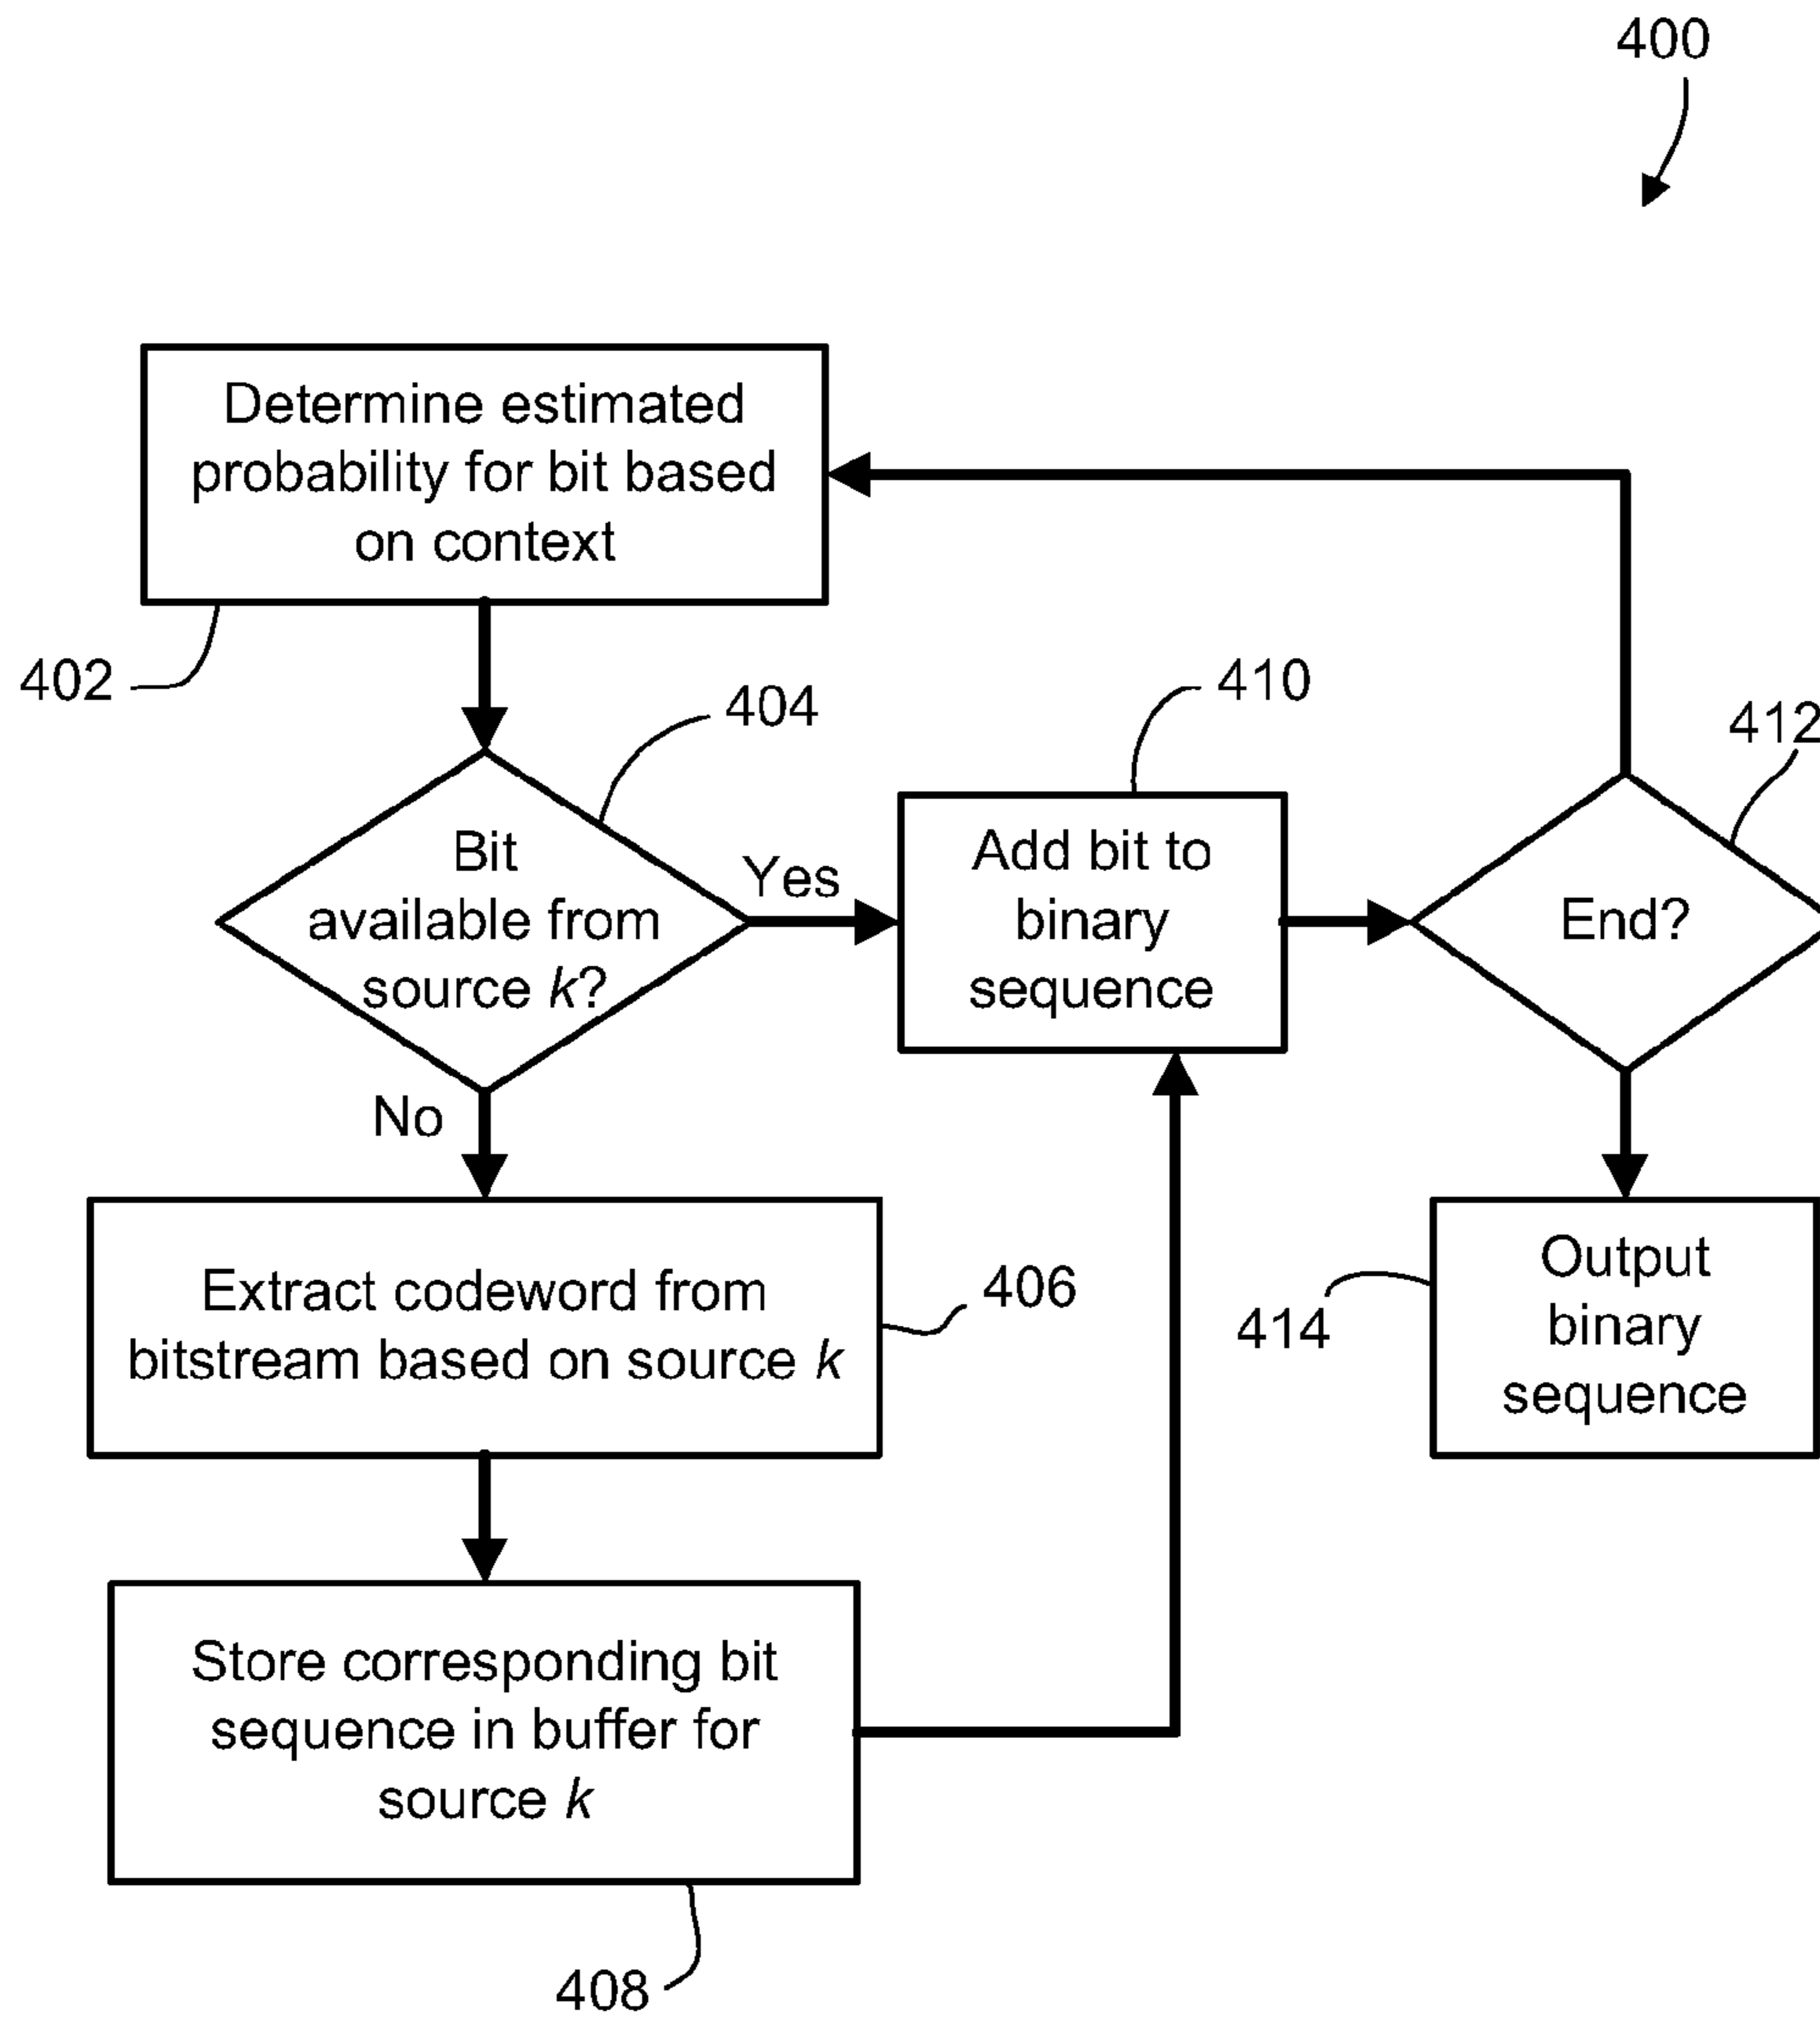 400
Determine estimated
probability for bit based
on context
402
404
410
412
Bit
available from
source k?
Yes
Add bit to
binary
sequence
End?
No
Extract codeword from
bitstream based on source k
406
Output
binary
sequence
414
Store corresponding bit
sequence in buffer for
source k
408